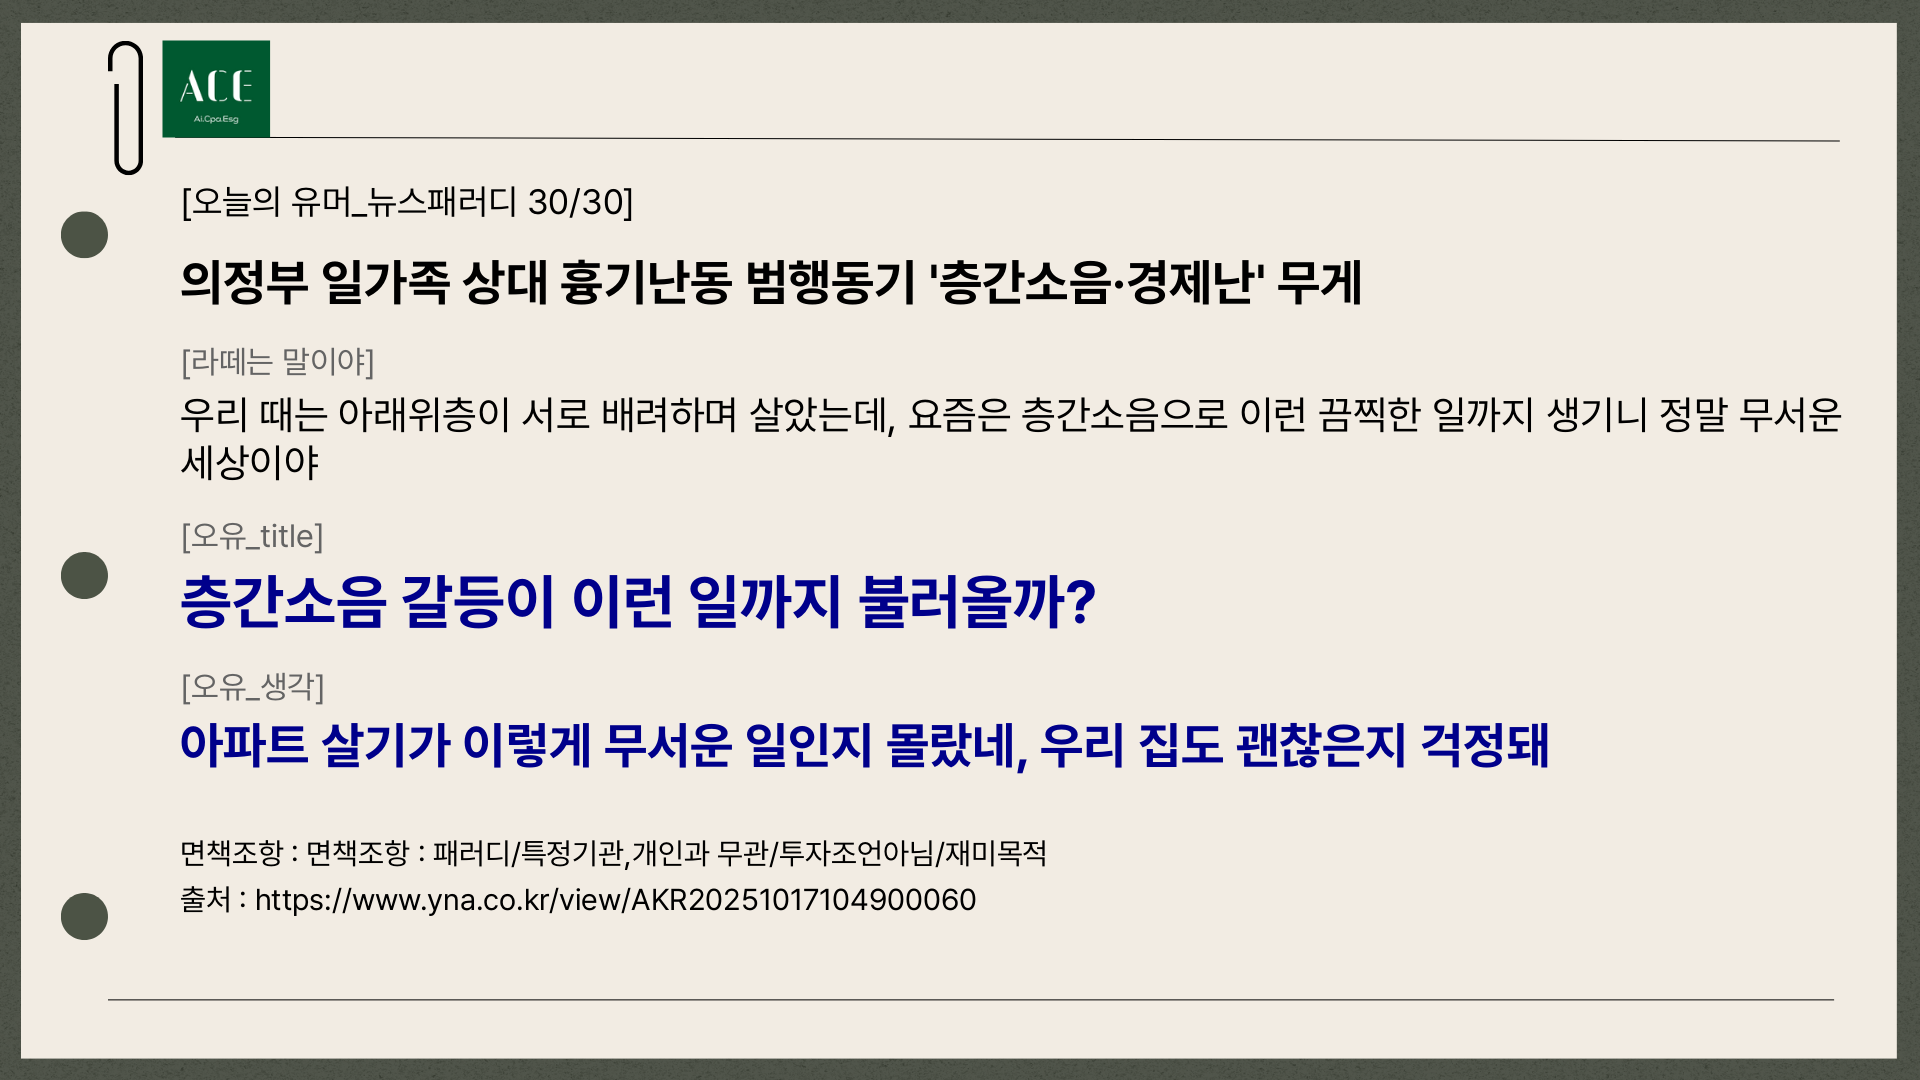 ACE
Ai.Cpa.Esg
[오늘의 유머_뉴스패러디 30/30]
의정부 일가족 상대 흉기난동 범행동기 '층간소음·경제난' 무게
[라떼는 말이야]
우리 때는 아래위층이 서로 배려하며 살았는데, 요즘은 층간소음으로 이런 끔찍한 일까지 생기니 정말 무서운
세상이야
[오유_title]
층간소음 갈등이 이런 일까지 불러올까?
[오유_생각]
아파트 살기가 이렇게 무서운 일인지 몰랐네, 우리 집도 괜찮은지 걱정돼
면책조항 : 면책조항 : 패러디/특정기관,개인과 무관/투자조언아님/재미목적
출처 : https://www.yna.co.kr/view/AKR20251017104900060